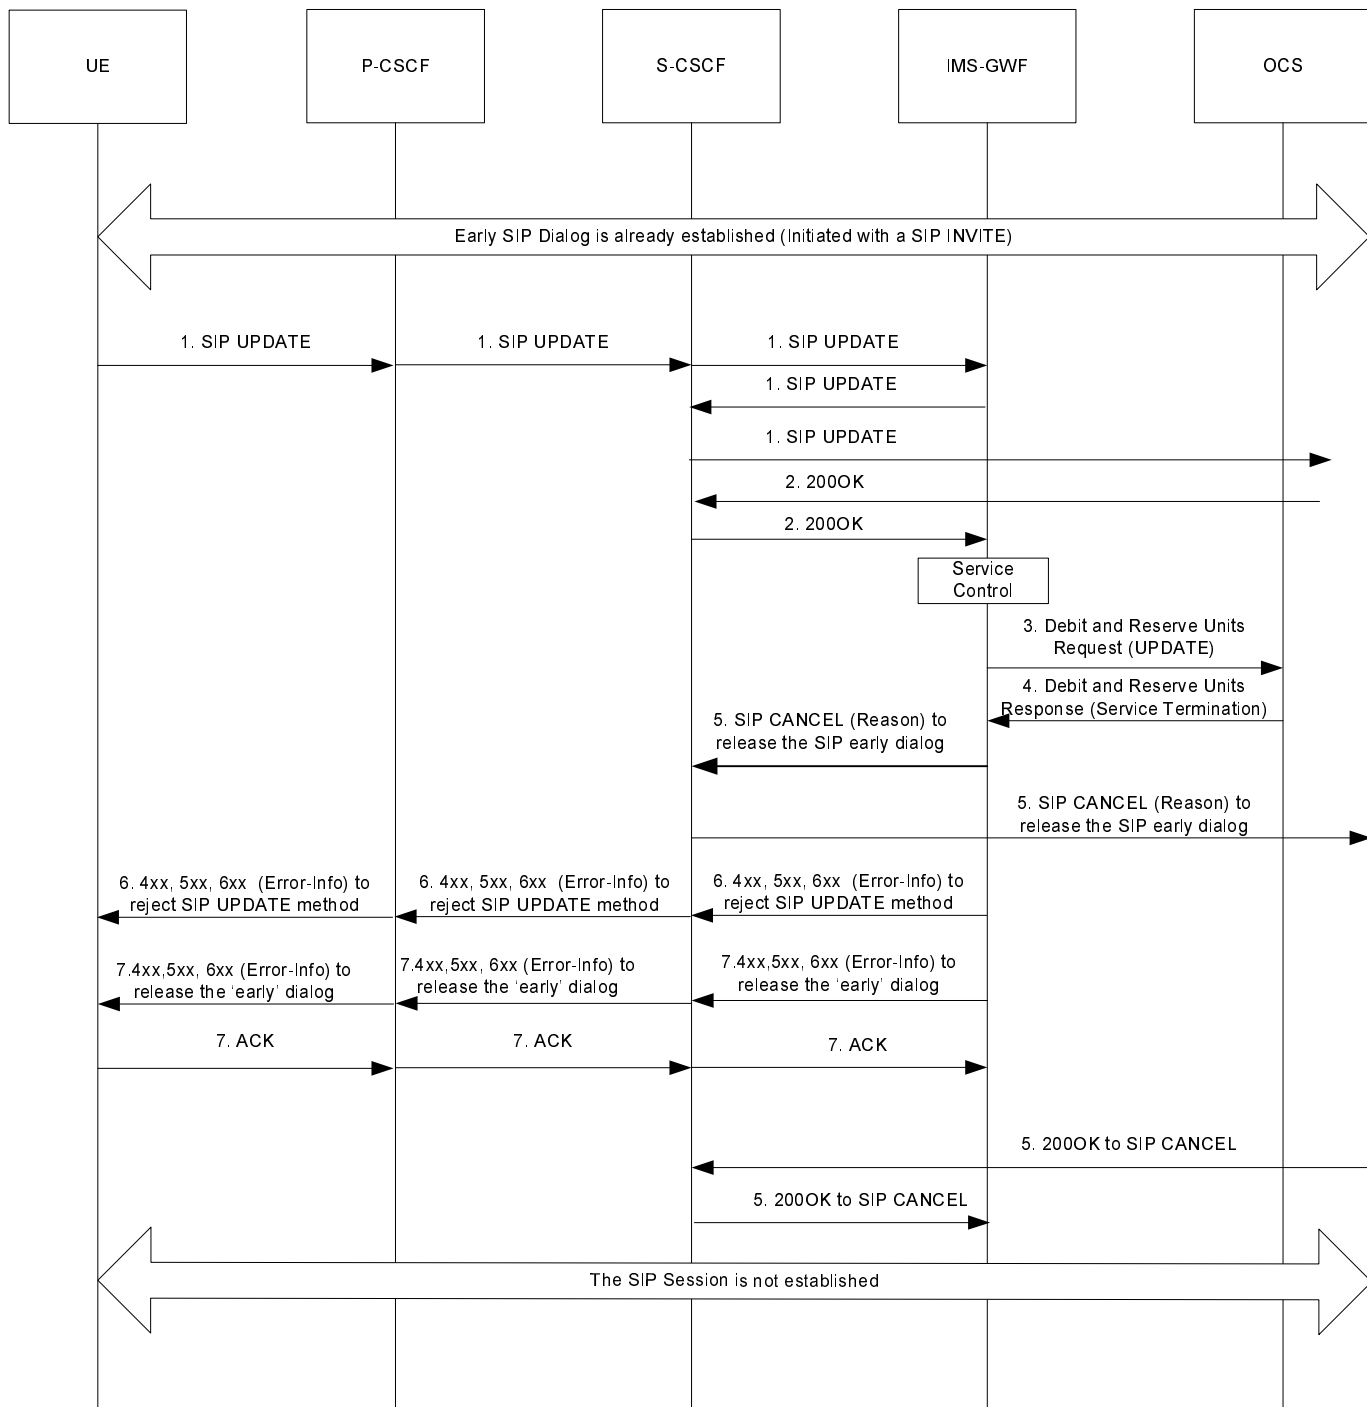 UE
P-CSCF
S-CSCF
IMS-GWF
OCS
Early SIP Dialog is already established (Initiated with a SIP INVITE)
1. SIP UPDATE
1. SIP UPDATE
1. SIP UPDATE
1. SIP UPDATE
1. SIP UPDATE
2. 200OK
2. 200OK
Service
Control
3. Debit and Reserve Units
Request (UPDATE)
4. Debit and Reserve Units
Response (Service Termination)
5. SIP CANCEL (Reason) to
release the SIP early dialog
5. SIP CANCEL (Reason) to
release the SIP early dialog
6. 4xx, 5xx, 6xx  (Error-Info) to
reject SIP UPDATE method
6. 4xx, 5xx, 6xx  (Error-Info) to
reject SIP UPDATE method
6. 4xx, 5xx, 6xx  (Error-Info) to
reject SIP UPDATE method
7.4xx,5xx, 6xx (Error-Info) to
release the ‘early’ dialog
7.4xx,5xx, 6xx (Error-Info) to
release the ‘early’ dialog
7.4xx,5xx, 6xx (Error-Info) to
release the ‘early’ dialog
7. ACK
7. ACK
7. ACK
5. 200OK to SIP CANCEL
5. 200OK to SIP CANCEL
The SIP Session is not established